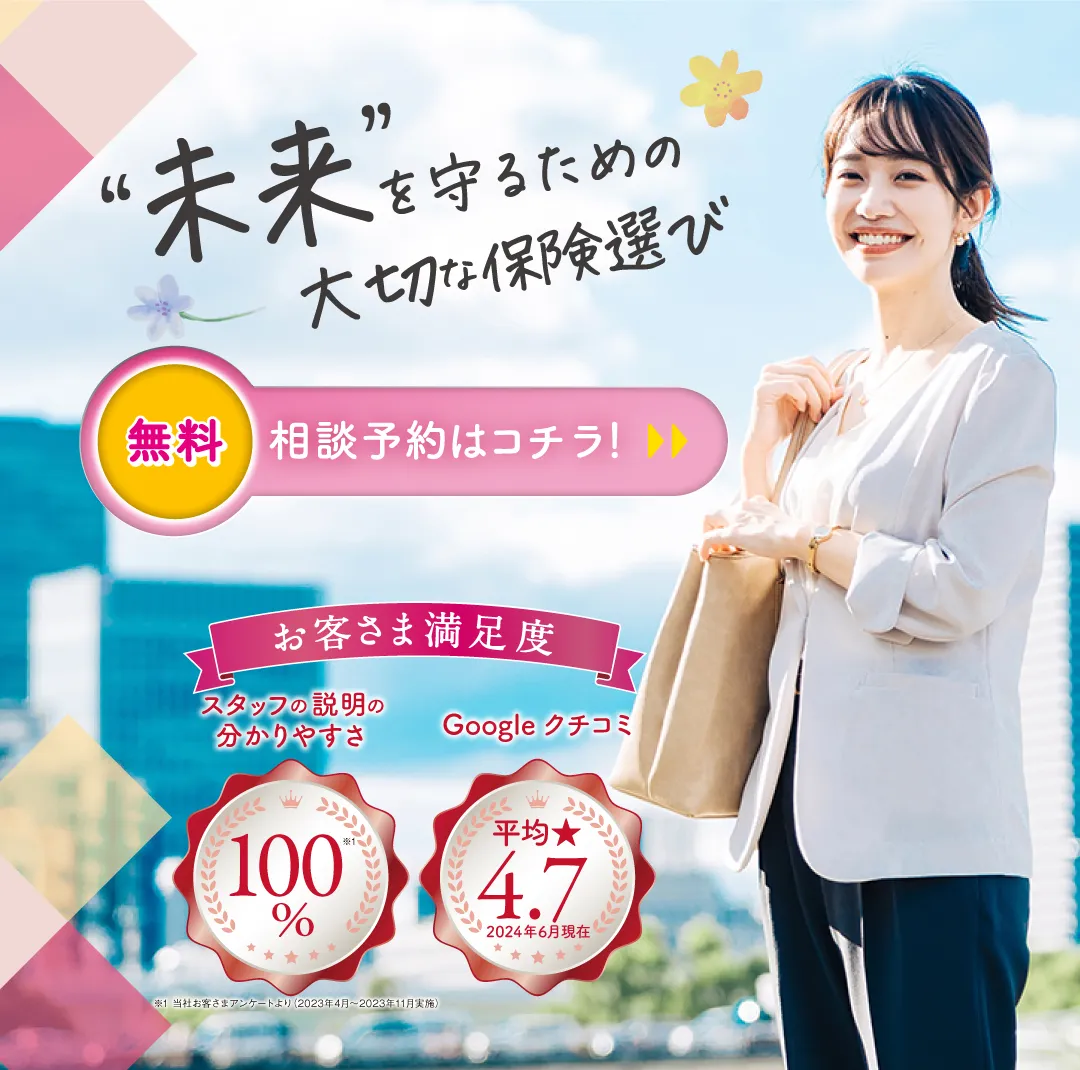 “未来”を守るための
大切な保険選び
無料 相談予約はコチラ!
お客さま満足度
スタッフの説明の
分かりやすさ
100※1
%
Google クチコミ
平均★
4.7
2024年6月現在
※1 当社お客さまアンケートより(2023年4月～2023年11月実施)